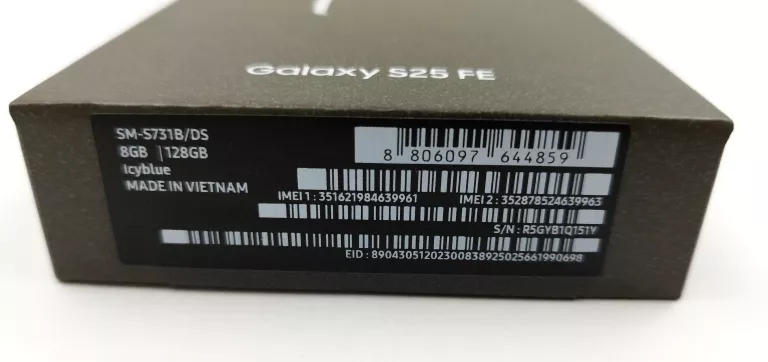 Galaxy S25 FE
SM-S731B/DS
8GB | 128GB
Icyblue
MADE IN VIETNAM
8 806097 644859
IMEI 1 : 351621984639961 IMEI 2 : 352878524639963
S/N : R5GYB1Q151Y
EID : 89043051202300838925025661990698